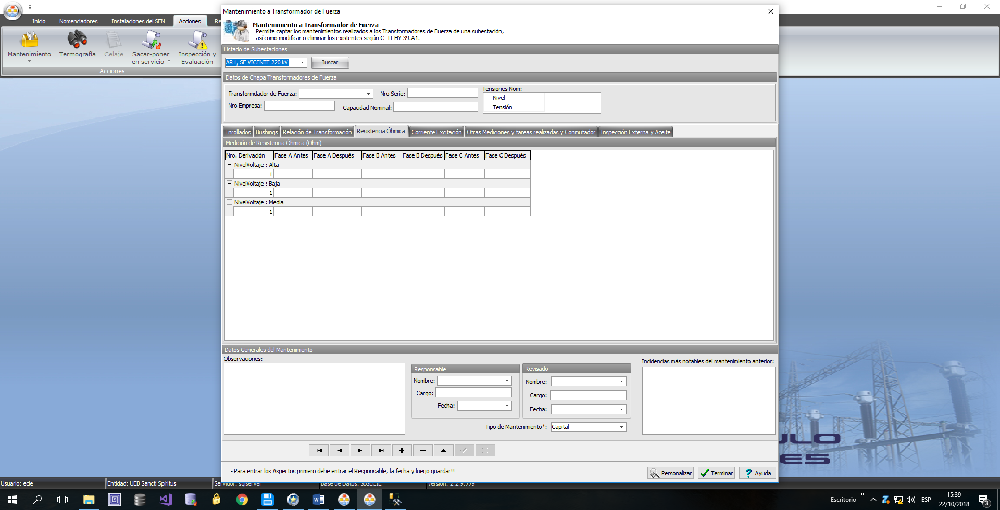 Mantenimiento a Transformador de Fuerza
Inicio
Nomencladores
Instalaciones del SEN
Acciones
Re
Mantenimiento
Termografía
Celaje
Sacar-poner
en servicio
Inspección y
Evaluación
Acciones
Mantenimiento a Transformador de Fuerza
Permite captar los mantenimientos realizados a los Transformadores de Fuerza de una subestación,
así como modificar o eliminar los existentes según C- IT HY 39.A1.
Listado de Subestaciones
AR1, SE VICENTE 220 kV
Buscar
Datos de Chapa Transformadores de Fuerza
Transformdador de Fuerza:
Nro Serie:
Tensiones Nom:
Nivel
Tensión
Nro Empresa:
Capacidad Nominal:
Enrollados
Bushings
Relación de Transformación
Resistencia Óhmica
Corriente Excitación
Otras Mediciones y tareas realizadas y Conmutador
Inspección Externa y Aceite
Medición de Resistencia Óhmica (Ohm)
Nro. Derivación
Fase A Antes
Fase A Después
Fase B Antes
Fase B Después
Fase C Antes
Fase C Después
NivelVoltaje : Alta
1
NivelVoltaje : Baja
1
NivelVoltaje : Media
1
Datos Generales del Mantenimiento
Observaciones:
Responsable
Nombre:
Cargo:
Fecha:
Revisado
Nombre:
Cargo:
Fecha:
Tipo de Mantenimiento*:
Capital
Incidencias más notables del mantenimiento anterior:
- Para entrar los Aspectos primero debe entrar el Responsable, la fecha y luego guardar!!
Personalizar
Terminar
Ayuda
ULO
ES
Usuario: ecie
Entidad: UEB Sancti Spíritus
Servidor: sqlserver
Base de Datos: SIGECIE
Versión: 2.2.9.779
Escritorio
ESP
15:39
22/10/2018
3